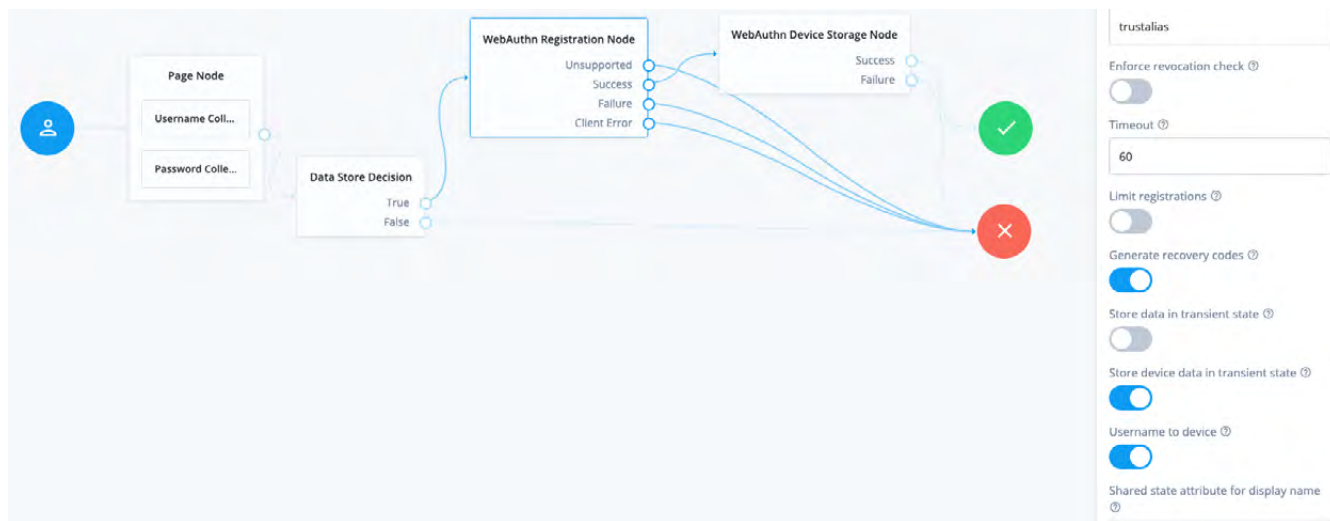 Page Node
Username Coll...
Password Colle...
Data Store Decision
True
False
WebAuthn Registration Node
Unsupported
Success
Failure
Client Error
WebAuthn Device Storage Node
Success
Failure
trustalias
Enforce revocation check
Timeout
60
Limit registrations
Generate recovery codes
Store data in transient state
Store device data in transient state
Username to device
Shared state attribute for display name